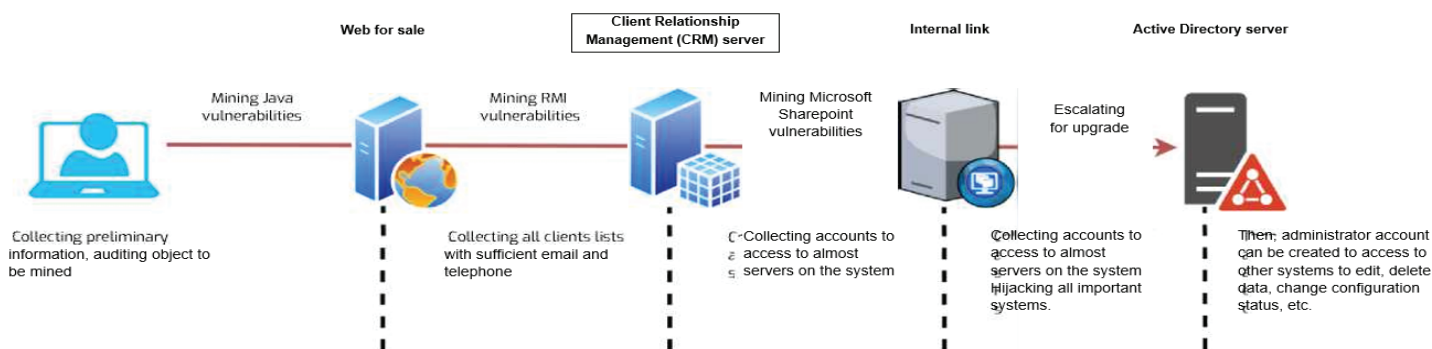 Web for sale
Client Relationship
Management (CRM) server
Internal link
Active Directory server
Mining Java
vulnerabilities
Mining RMI
vulnerabilities
Mining Microsoft
Sharepoint
vulnerabilities
Escalating
for upgrade
Collecting preliminary
information, auditing object to
be mined
Collecting all clients lists
with sufficient email and
telephone
Collecting accounts to
access to almost
servers on the system
Collecting accounts to
access to almost
servers on the system
Hijacking all important
systems.
Then, administrator account
can be created to access to
other systems to edit, delete
data, change configuration
status, etc.